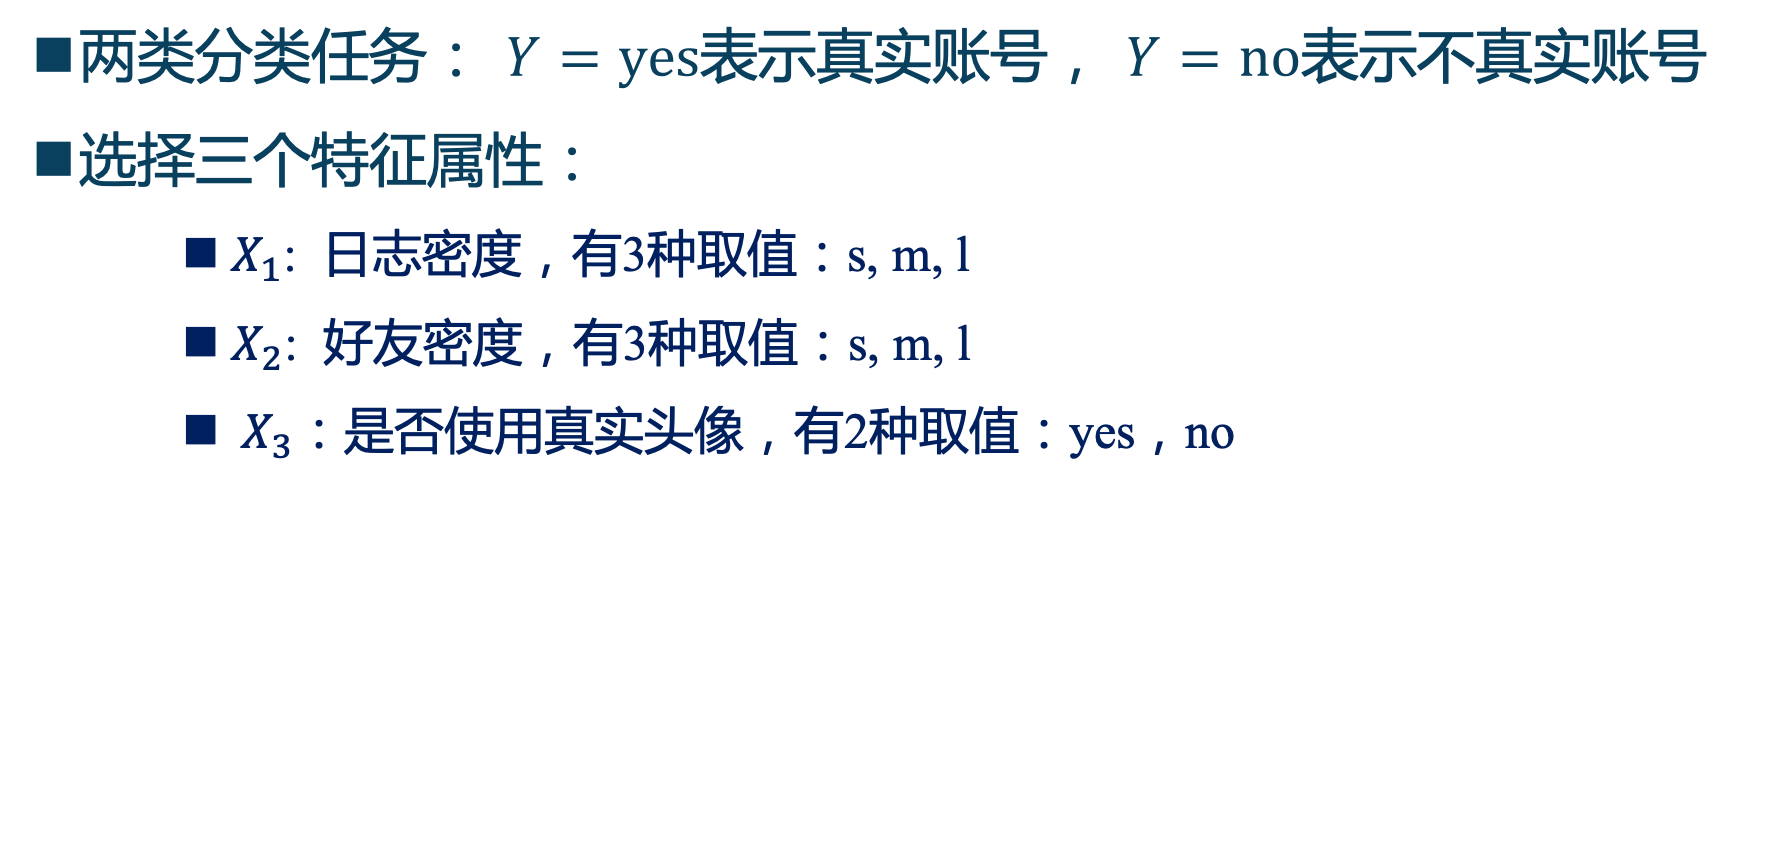 ■两类分类任务： Y = yes表示真实账号， Y = no表示不真实账号
■选择三个特征属性：
■ X₁: 日志密度，有3种取值：s, m, l
■ X₂: 好友密度，有3种取值：s, m, l
■ X₃：是否使用真实头像，有2种取值：yes，no